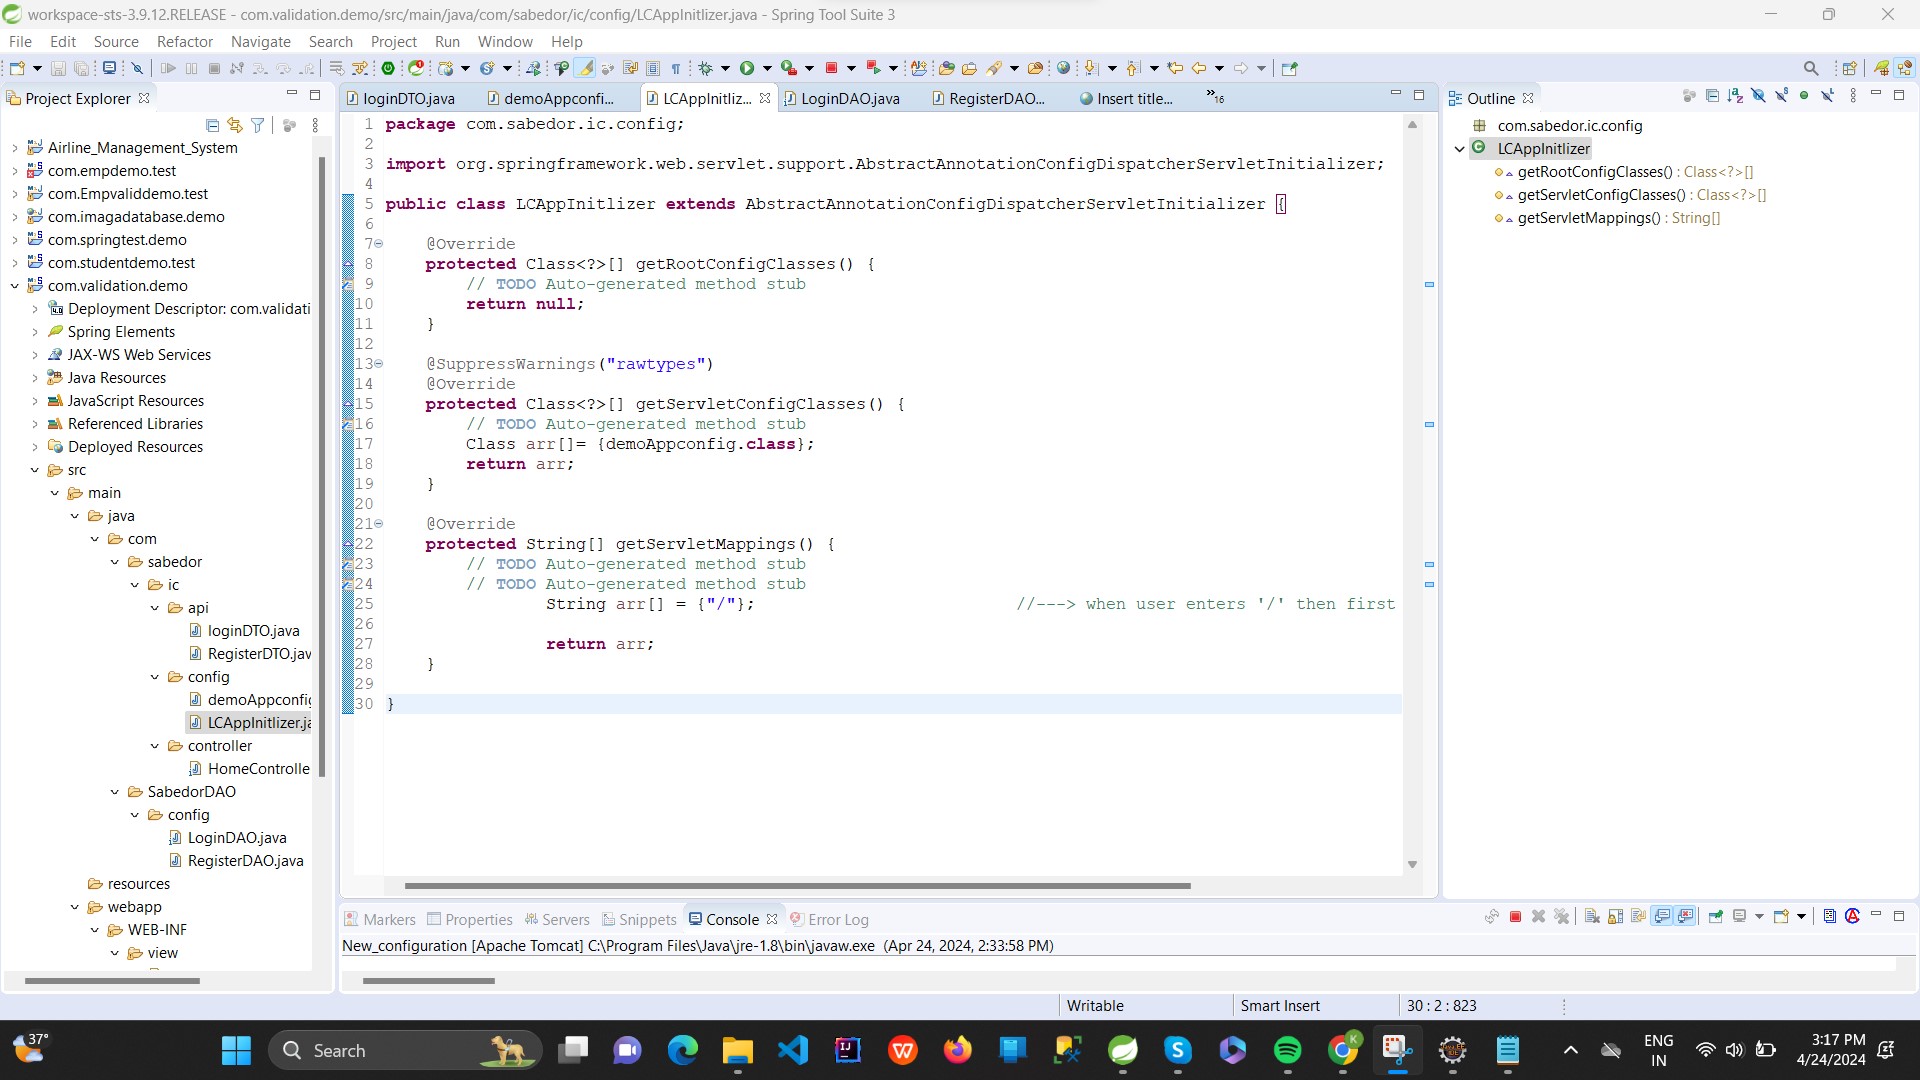 workspace-sts-3.9.12.RELEASE - com.validation.demo/src/main/java/com/sabedor/ic/config/LCAppInitlizer.java - Spring Tool Suite 3
File Edit Source Refactor Navigate Search Project Run Window Help
Project Explorer
Airline_Management_System
com.empdemo.test
com.Empvaliddemo.test
com.imagadatabase.demo
com.springtest.demo
com.studentdemo.test
com.validation.demo
Deployment Descriptor: com.validati
Spring Elements
JAX-WS Web Services
Java Resources
JavaScript Resources
Referenced Libraries
Deployed Resources
src
main
java
com
sabedor
ic
api
loginDTO.java
RegisterDTO.jav
config
demoAppconfig
LCAppInitlizer.ja
controller
HomeControlle
SabedorDAO
config
LoginDAO.java
RegisterDAO.java
resources
webapp
WEB-INF
view
loginDTO.java demoAppconfi... LCAppInitliz... LoginDAO.java RegisterDAO... Insert title... »16
1 package com.sabedor.ic.config;
2
3 import org.springframework.web.servlet.support.AbstractAnnotationConfigDispatcherServletInitializer;
4
5 public class LCAppInitlizer extends AbstractAnnotationConfigDispatcherServletInitializer {
6
7 @Override
8 protected Class<?>[] getRootConfigClasses() {
9 // TODO Auto-generated method stub
10 return null;
11 }
12
13 @SuppressWarnings("rawtypes")
14 @Override
15 protected Class<?>[] getServletConfigClasses() {
16 // TODO Auto-generated method stub
17 Class arr[]= {demoAppconfig.class};
18 return arr;
19 }
20
21 @Override
22 protected String[] getServletMappings() {
23 // TODO Auto-generated method stub
24 // TODO Auto-generated method stub
25 String arr[] = {"/"}; //---> when user enters '/' then first
26
27 return arr;
28 }
29
30 }
Outline
com.sabedor.ic.config
LCAppInitlizer
getRootConfigClasses() : Class<?>[]
getServletConfigClasses() : Class<?>[]
getServletMappings() : String[]
Markers Properties Servers Snippets Console Error Log
New_configuration [Apache Tomcat] C:\Program Files\Java\jre-1.8\bin\javaw.exe (Apr 24, 2024, 2:33:58 PM)
Writable Smart Insert 30 : 2 : 823
37°
Search
ENG
IN
3:17 PM
4/24/2024